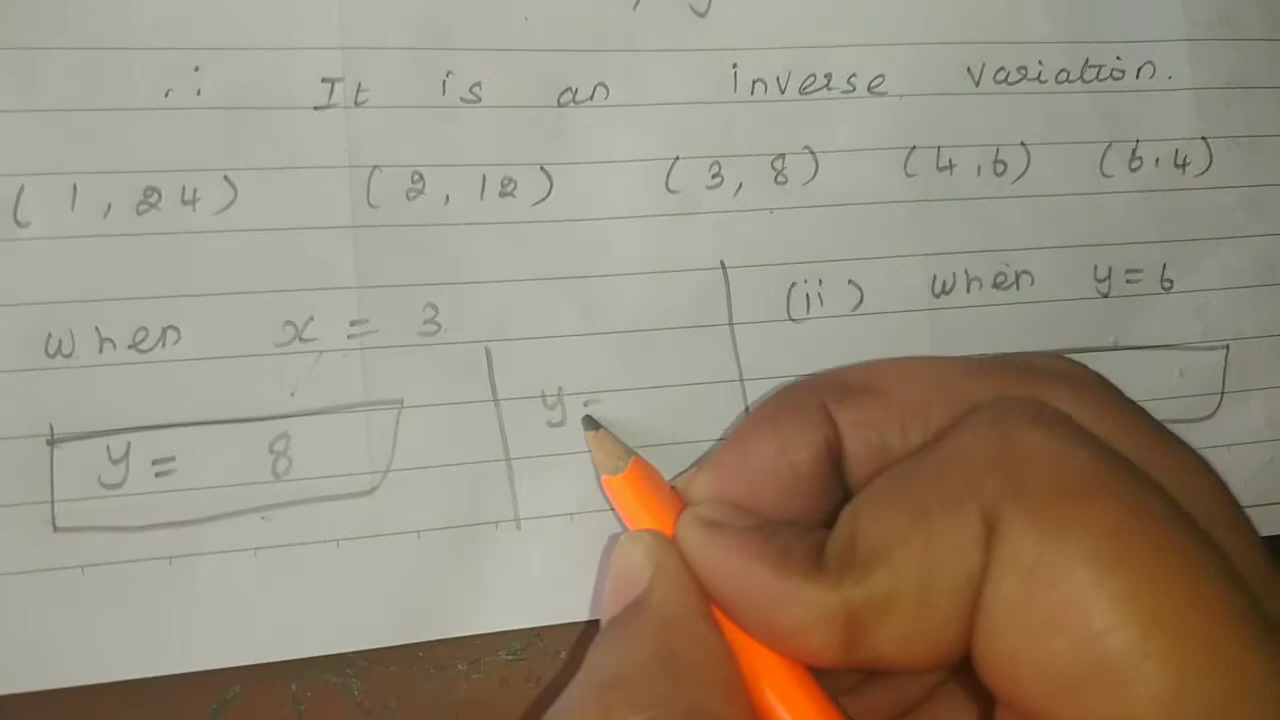 ∴ It is an inverse variation.
(1, 24) (2, 12) (3, 8) (4,6) (6.4)
when x = 3 (ii) when y = 6
y = 8 y =